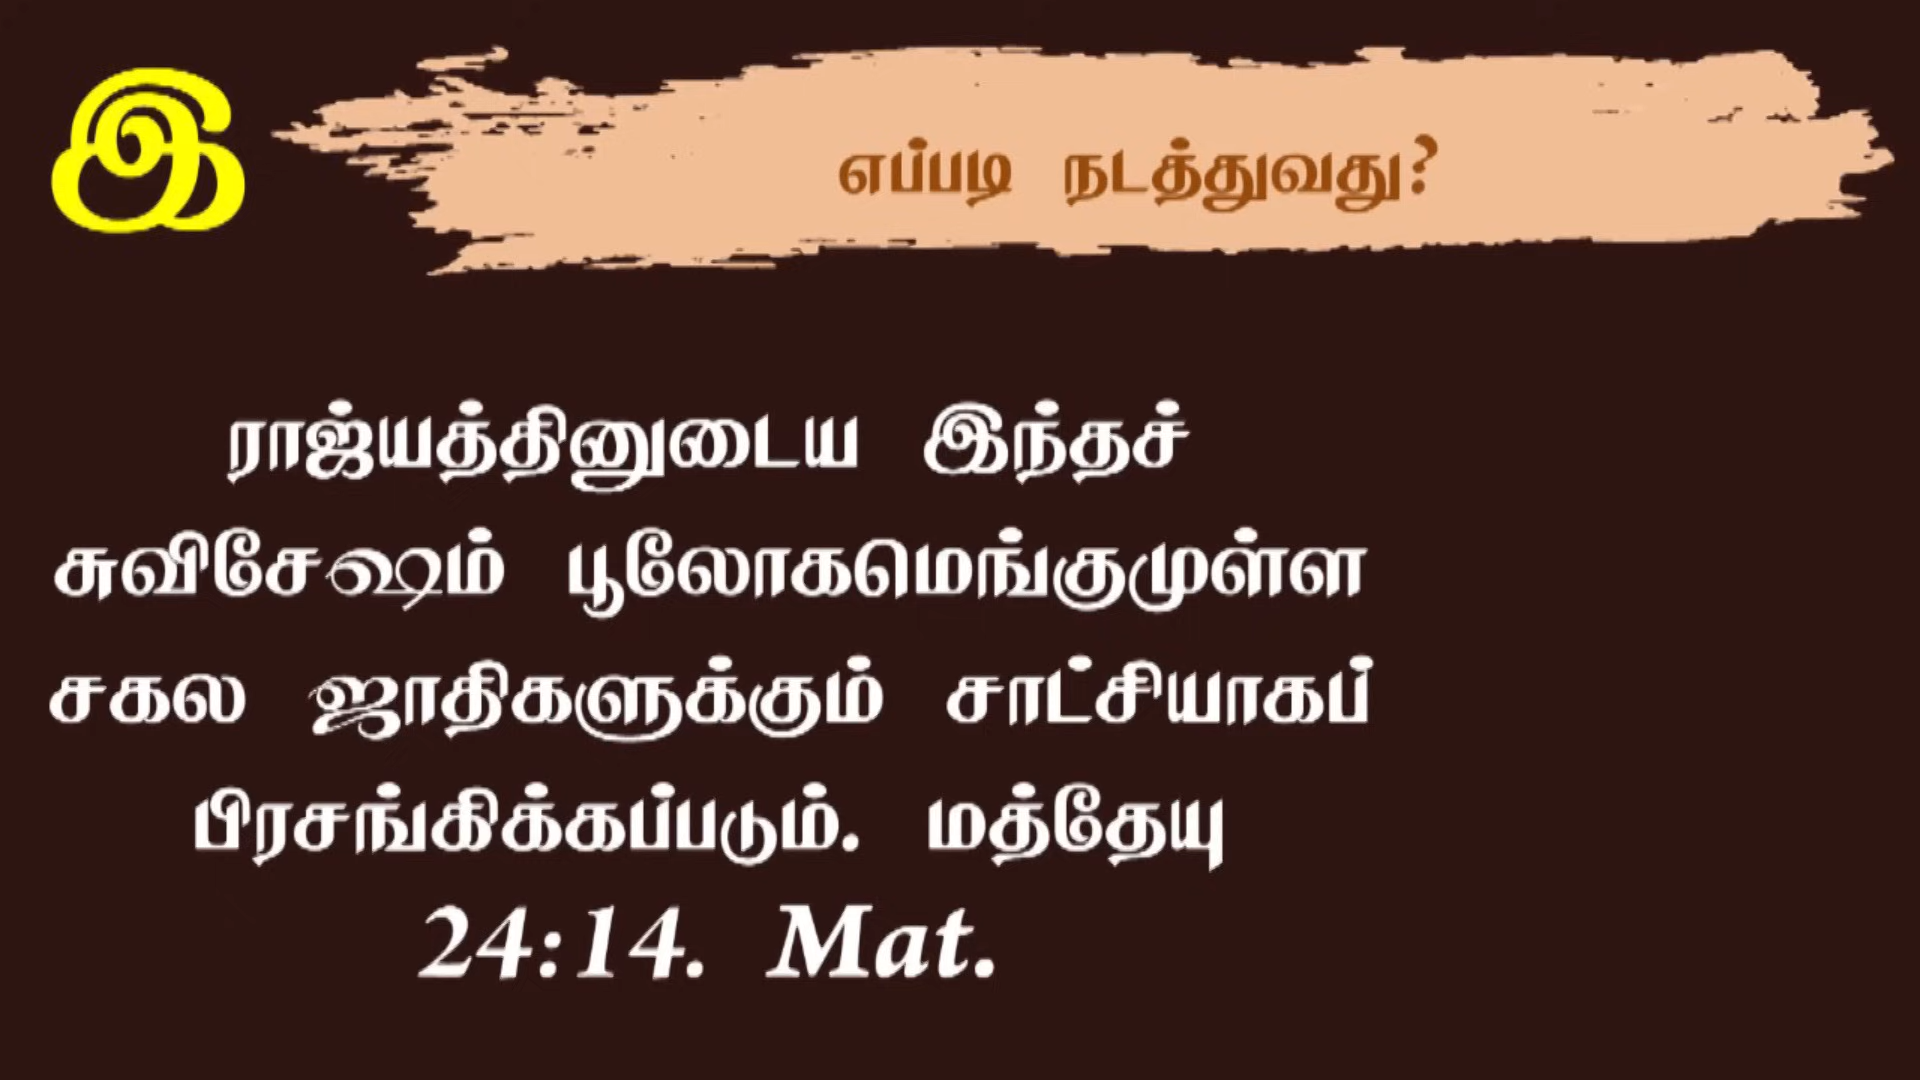 இ
எப்படி நடத்துவது?
ராஜ்யத்தினுடைய இந்தச்
சுவிசேஷம் பூலோகமெங்குமுள்ள
சகல ஜாதிகளுக்கும் சாட்சியாகப்
பிரசங்கிக்கப்படும். மத்தேயு
24:14. Mat.